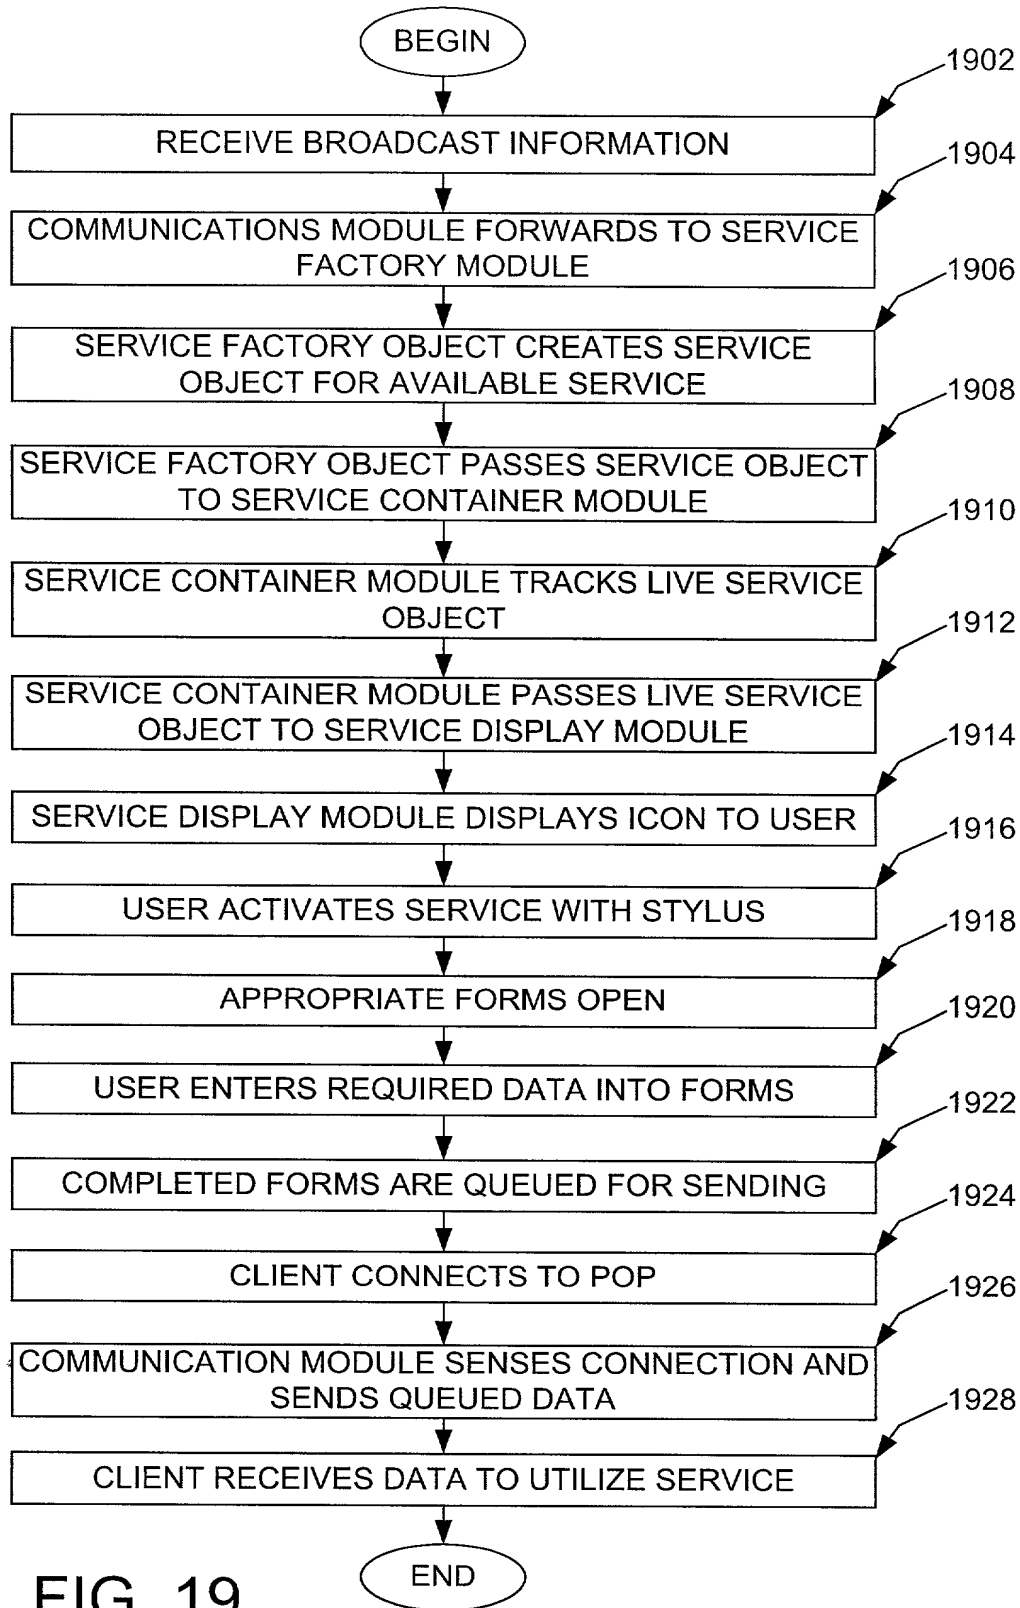 BEGIN
1902
RECEIVE BROADCAST INFORMATION
1904
COMMUNICATIONS MODULE FORWARDS TO SERVICE
FACTORY MODULE
1906
SERVICE FACTORY OBJECT CREATES SERVICE
OBJECT FOR AVAILABLE SERVICE
1908
SERVICE FACTORY OBJECT PASSES SERVICE OBJECT
TO SERVICE CONTAINER MODULE
1910
SERVICE CONTAINER MODULE TRACKS LIVE SERVICE
OBJECT
1912
SERVICE CONTAINER MODULE PASSES LIVE SERVICE
OBJECT TO SERVICE DISPLAY MODULE
1914
SERVICE DISPLAY MODULE DISPLAYS ICON TO USER
1916
USER ACTIVATES SERVICE WITH STYLUS
1918
APPROPRIATE FORMS OPEN
1920
USER ENTERS REQUIRED DATA INTO FORMS
1922
COMPLETED FORMS ARE QUEUED FOR SENDING
1924
CLIENT CONNECTS TO POP
1926
COMMUNICATION MODULE SENSES CONNECTION AND
SENDS QUEUED DATA
1928
CLIENT RECEIVES DATA TO UTILIZE SERVICE
END
FIG. 19